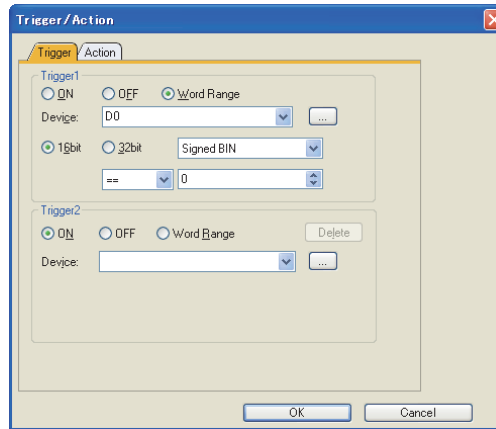 Trigger/Action
Trigger Action
Trigger1
ON OFF Word Range
Device: D0 ...
16bit 32bit Signed BIN
== 0
Trigger2
ON OFF Word Range Delete
Device: ...
OK Cancel